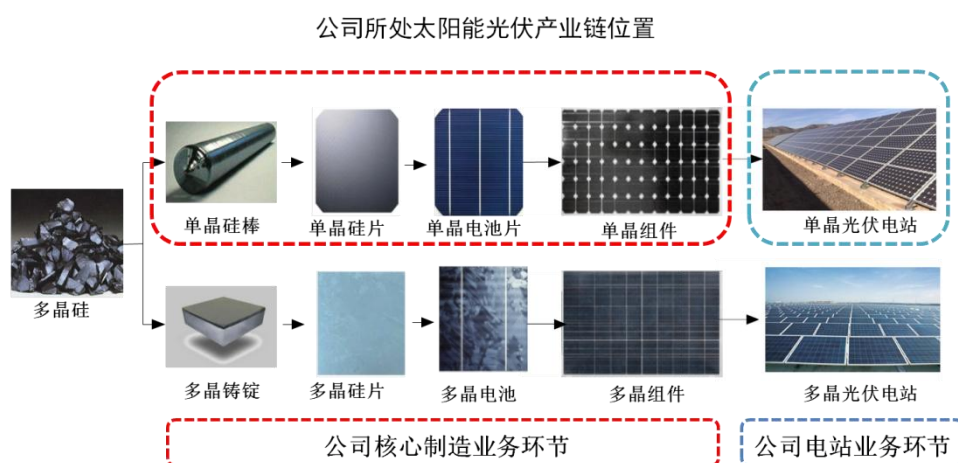 公司所处太阳能光伏产业链位置
单晶硅棒
单晶硅片
单晶电池片
单晶组件
单晶光伏电站
多晶硅
多晶铸锭
多晶硅片
多晶电池
多晶组件
多晶光伏电站
公司核心制造业务环节
公司电站业务环节